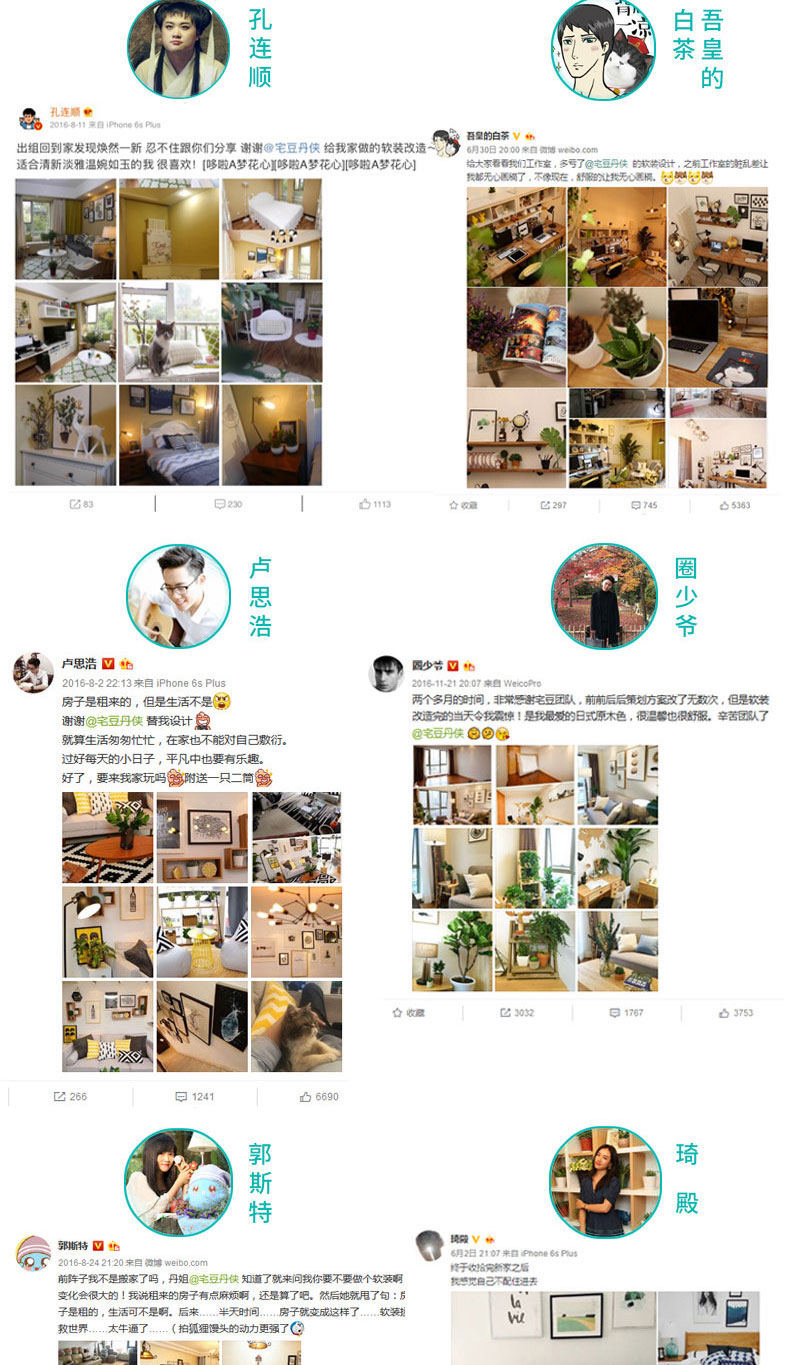 孔连顺
吾皇的
白茶
孔连顺
2016-8-11 来自 iPhone 6s Plus
出组回到家发现焕然一新 忍不住跟你们分享 谢谢@宅豆丹侠 给我家做的软装改造~
适合清新淡雅温婉如玉的我 很喜欢！[哆啦A梦花心][哆啦A梦花心][哆啦A梦花心]
83
230
1113
吾皇的白茶
6月30日 20:00 来自 微博 weibo.com
给大家看看我们工作室，多亏了@宅豆丹侠 的软装设计，之前工作室的脏乱差让
我都无心画稿了，不像现在，舒服的让我无心画稿。
收藏
297
745
5363
卢思浩
圈少爷
卢思浩
2016-8-2 22:13 来自 iPhone 6s Plus
房子是租来的，但是生活不是
谢谢@宅豆丹侠 替我设计
就算生活匆匆忙忙，在家也不能对自己敷衍。
过好每天的小日子，平凡中也要有乐趣。
好了，要来我家玩吗 附送一只二筒
266
1241
6690
圈少爷
2016-11-21 20:07 来自 WeicoPro
两个多月的时间，非常感谢宅豆团队，前前后后策划方案改了无数次，但是软装
改造完的当天令我震惊！是我最爱的日式原木色，很温馨也很舒服。辛苦团队了
@宅豆丹侠
收藏
3032
1767
3753
郭斯特
琦殿
郭斯特
2016-8-24 21:20 来自 微博 weibo.com
前阵子我不是搬家了吗，丹姐@宅豆丹侠 知道了就来问我你要不要做个软装啊
变化会很大的！我说租来的房子有点麻烦啊，还是算了吧。然后她就甩了句：房
子是租的，生活可不是啊。后来……半天时间……房子就变成这样了……软装拯
救世界……太牛逼了……（拍狐狸馒头的动力更强了
琦殿
6月2日 21:07 来自 iPhone 6s Plus
终于收拾完新家之后
我感觉自己不配住进去
la
vie